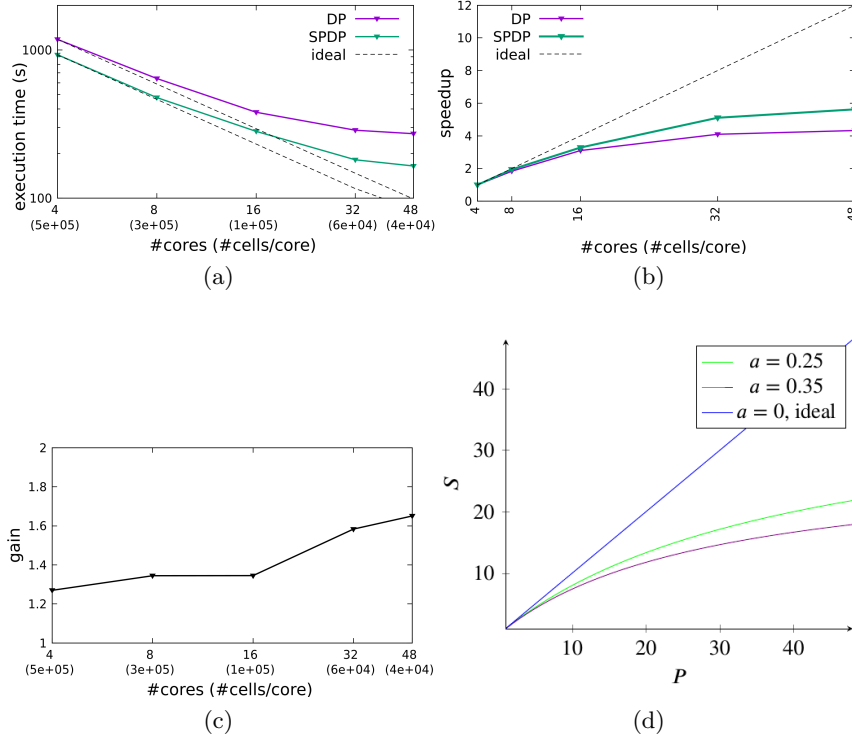 DP
SPDP
ideal
1000
100
execution time (s)
4 8 16 32 48
(5e+05) (3e+05) (1e+05) (6e+04) (4e+04)
#cores (#cells/core)
(a)
DP
SPDP
ideal
12
10
8
6
4
2
0
speedup
4 8 16 32 48
#cores (#cells/core)
(b)
2
1.8
1.6
1.4
1.2
1
gain
4 8 16 32 48
(5e+05) (3e+05) (1e+05) (6e+04) (4e+04)
#cores (#cells/core)
(c)
a = 0.25
a = 0.35
a = 0, ideal
40
30
20
10
S
10 20 30 40
P
(d)